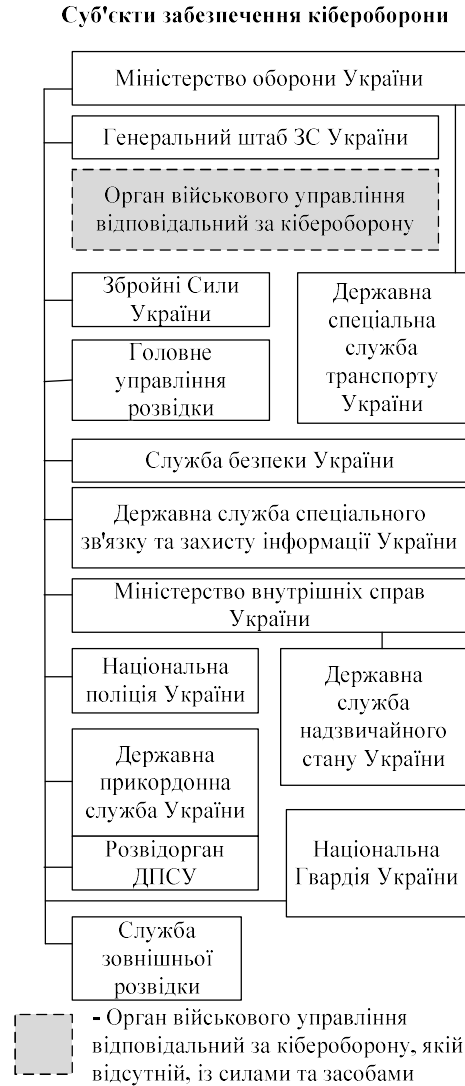 Суб'єкти забезпечення кібероборони
Міністерство оборони України
Генеральний штаб ЗС України
Орган військового управління
відповідальний за кібероборону
Збройні Сили
України
Державна
спеціальна
служба
транспорту
України
Головне
управління
розвідки
Служба безпеки України
Державна служба спеціального
зв'язку та захисту інформації України
Міністерство внутрішніх справ
України
Національна
поліція України
Державна
служба
надзвичайного
стану України
Державна
прикордонна
служба України
Розвідорган
ДПСУ
Національна
Гвардія України
Служба
зовнішньої
розвідки
- Орган військового управління
відповідальний за кібероборону, якій
відсутній, із силами та засобами